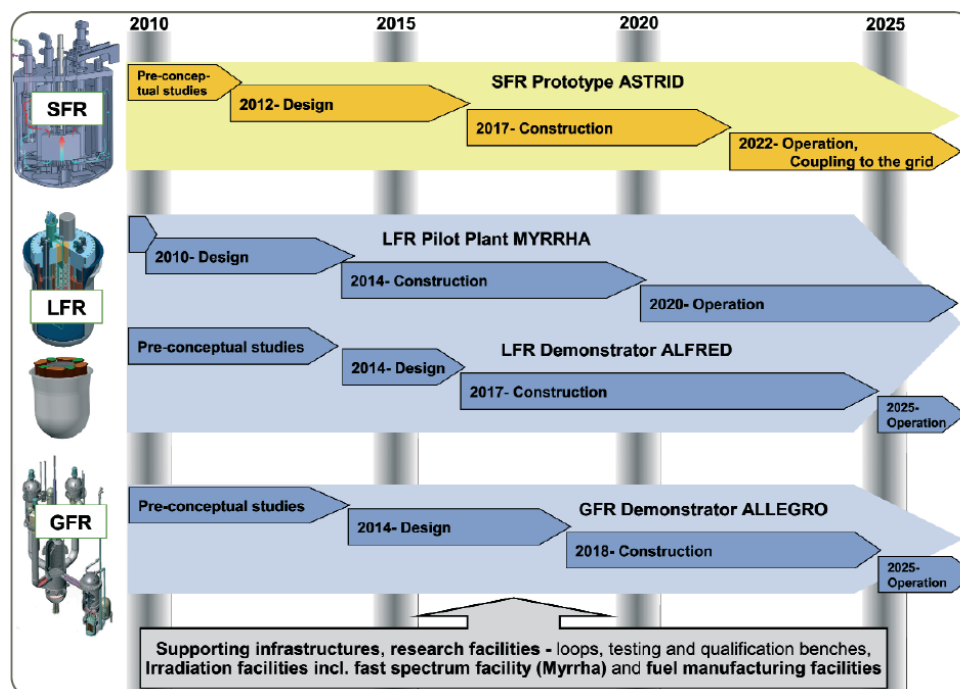 2010
2015
2020
2025
SFR
Pre-concep-
tual studies
SFR Prototype ASTRID
2012- Design
2017- Construction
2022- Operation,
Coupling to the grid
LFR
LFR Pilot Plant MYRRHA
2010- Design
2014- Construction
2020- Operation
Pre-conceptual studies
LFR Demonstrator ALFRED
2014- Design
2017- Construction
2025-
Operation
GFR
Pre-conceptual studies
GFR Demonstrator ALLEGRO
2014- Design
2018- Construction
2025-
Operation
Supporting infrastructures, research facilities - loops, testing and qualification benches,
Irradiation facilities incl. fast spectrum facility (Myrrha) and fuel manufacturing facilities